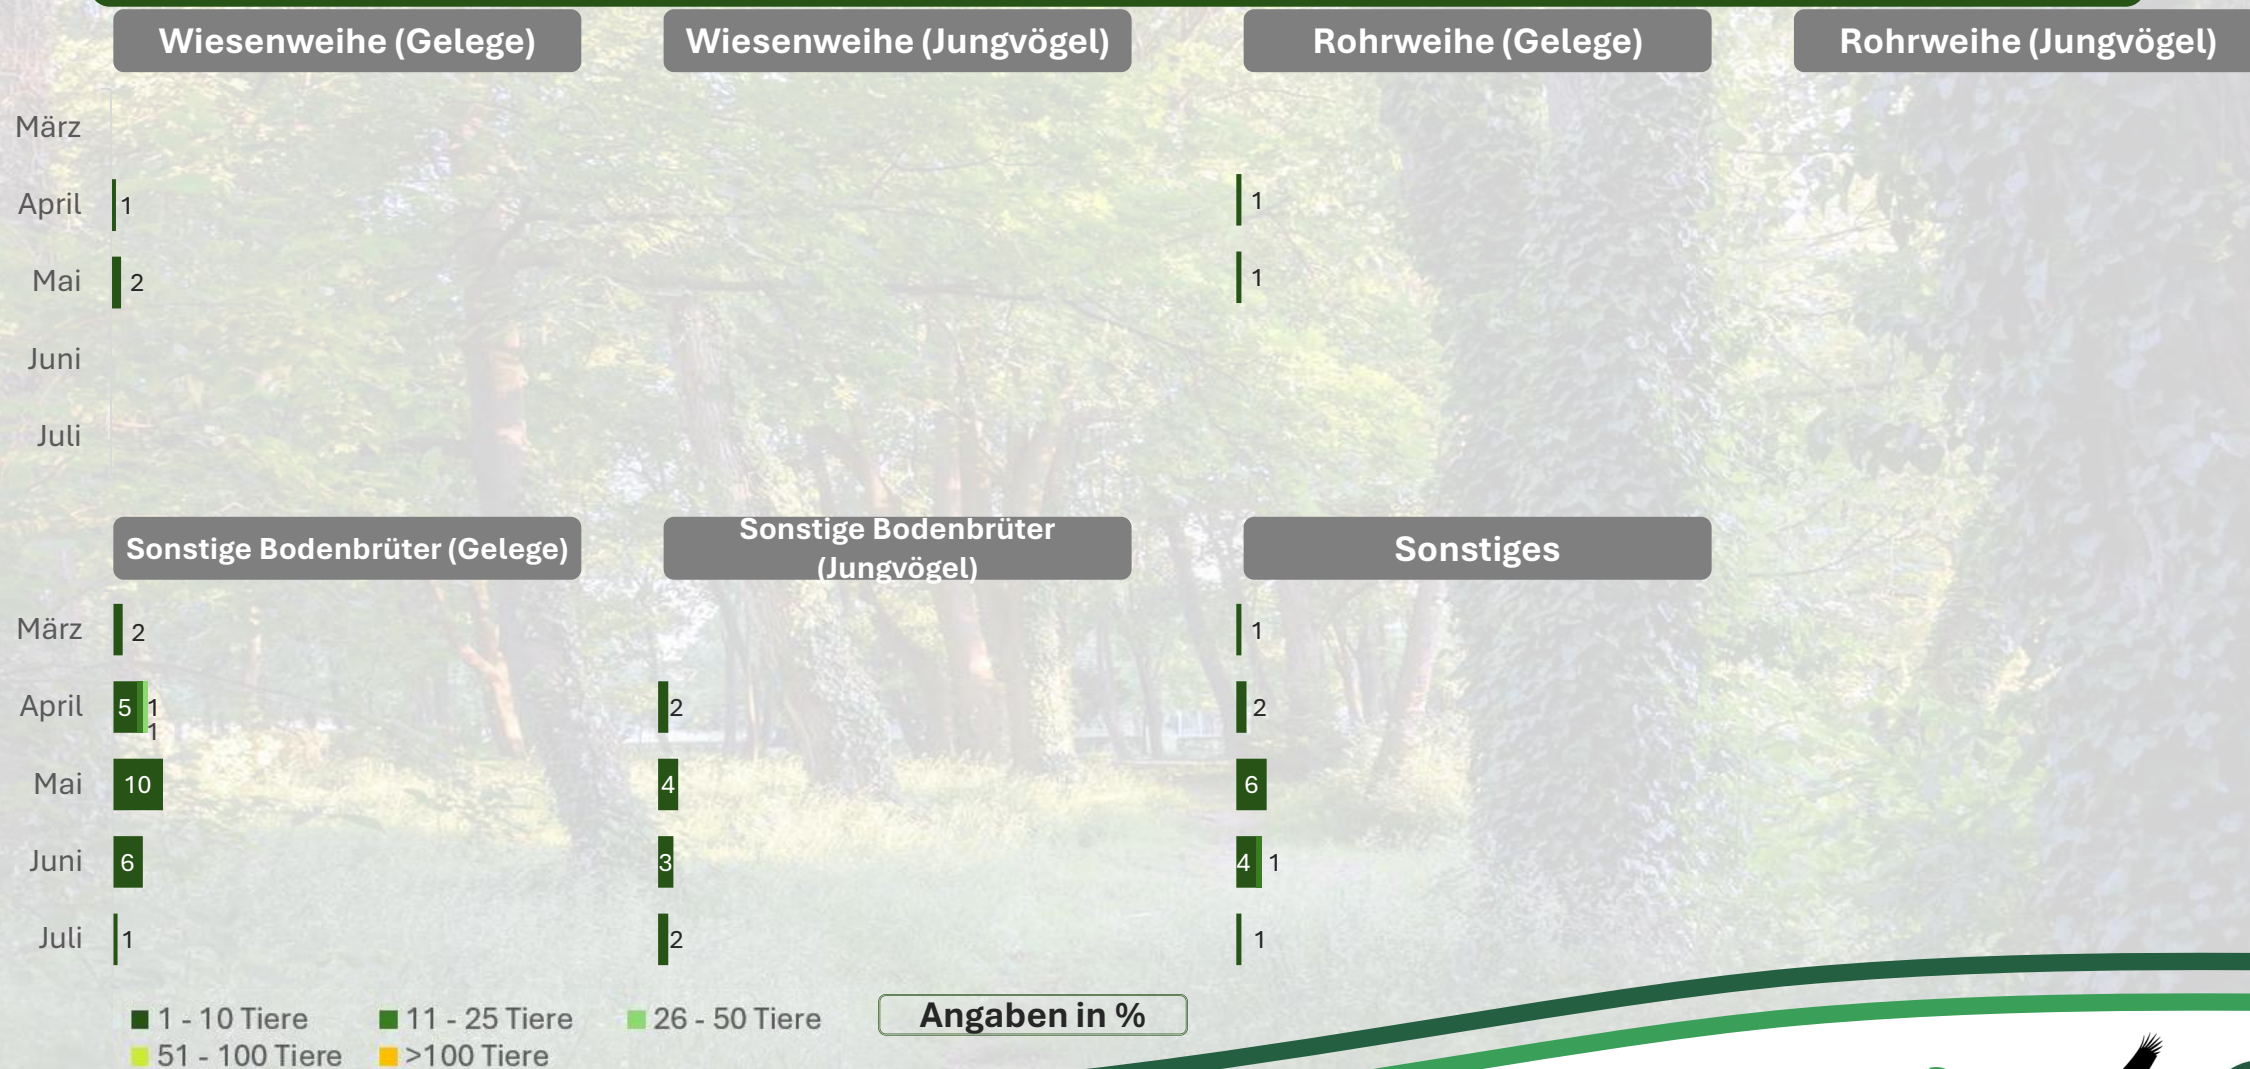 Wiesenweihe (Gelege)
Wiesenweihe (Jungvögel)
Rohrweihe (Gelege)
Rohrweihe (Jungvögel)
März
April
1
1
Mai
2
1
Juni
Juli
Sonstige Bodenbrüter (Gelege)
Sonstige Bodenbrüter
(Jungvögel)
Sonstiges
März
2
1
April
5
1
1
2
2
Mai
10
4
6
Juni
6
3
4
1
Juli
1
2
1
1 - 10 Tiere
11 - 25 Tiere
26 - 50 Tiere
51 - 100 Tiere
>100 Tiere
Angaben in %